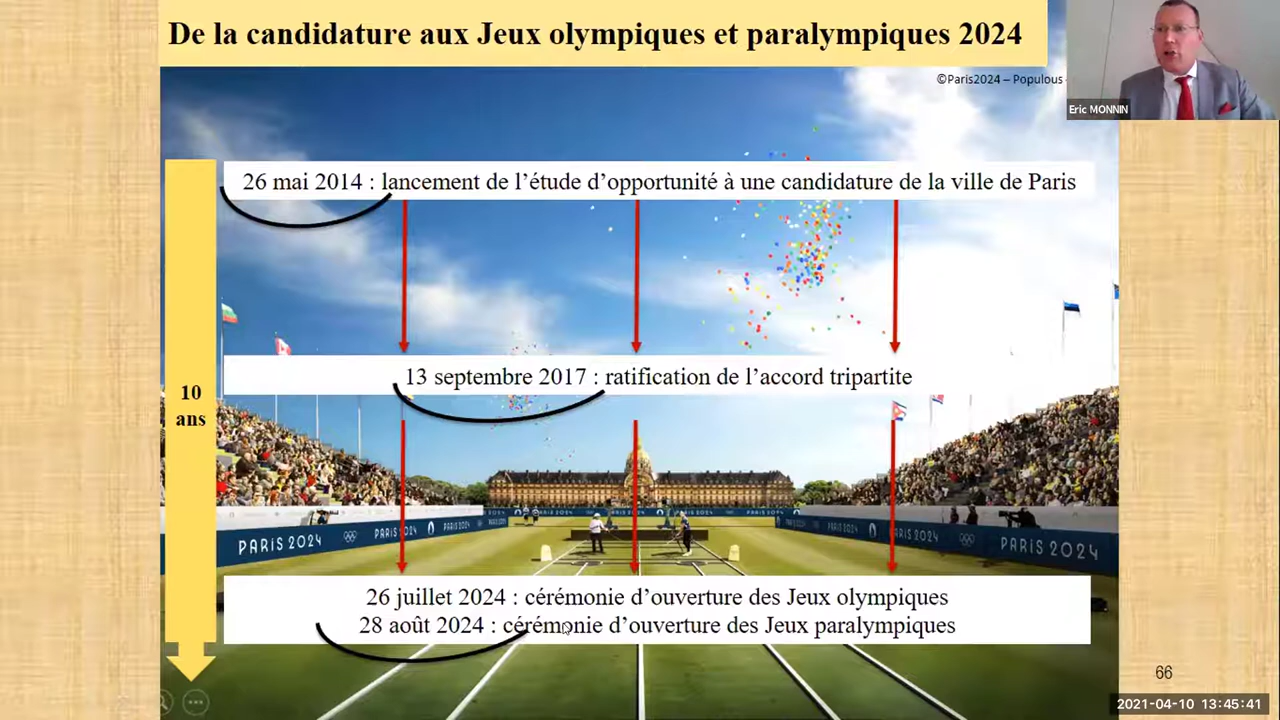 De la candidature aux Jeux olympiques et paralympiques 2024
©Paris2024 – Populous
Eric MONNIN
26 mai 2014 : lancement de l’étude d’opportunité à une candidature de la ville de Paris
10
ans
13 septembre 2017 : ratification de l’accord tripartite
PARIS 2024
PARIS 2024
PARIS 2024
PARIS 2024
26 juillet 2024 : cérémonie d’ouverture des Jeux olympiques
28 août 2024 : cérémonie d’ouverture des Jeux paralympiques
66
2021-04-10 13:45:41